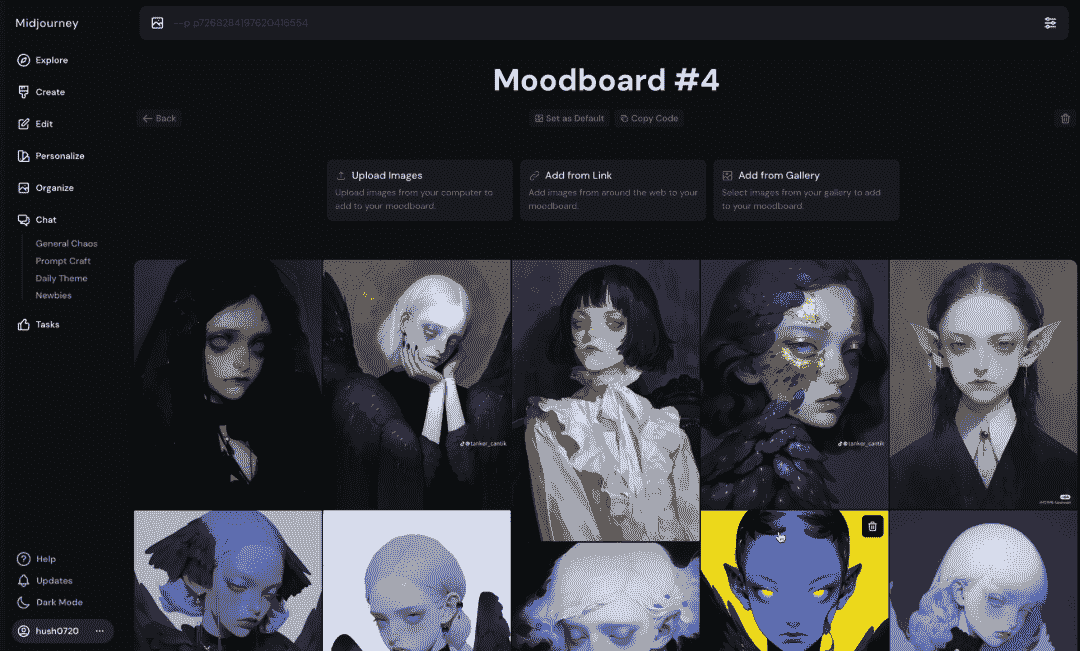 Midjourney
--p p7263284197620416554
Explore
Create
Edit
Personalize
Organize
Chat
General Chaos
Prompt Craft
Daily Theme
Newbies
Tasks
Help
Updates
Dark Mode
hush0720
Moodboard #4
Back
Set as Default
Copy Code
Upload Images
Upload images from your computer to
add to your moodboard.
Add from Link
Add images from around the web to your
moodboard.
Add from Gallery
Select images from your gallery to add
to your moodboard.
@tanker_cantik
@tanker_cantik